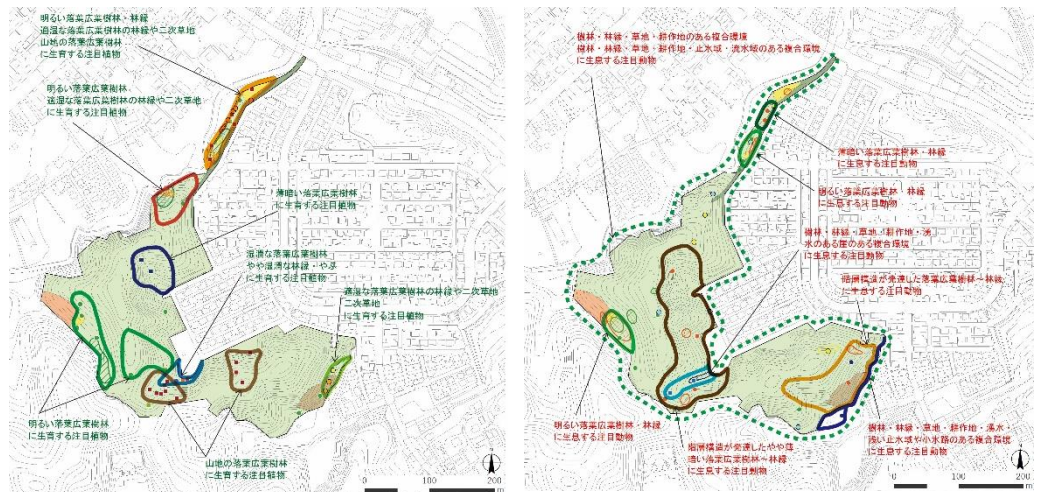 明るい落葉広葉樹林・林縁
適湿な落葉広葉樹林の林縁や二次草地
山地の落葉広葉樹林
に生育する注目植物
明るい落葉広葉樹林
適湿な落葉広葉樹林の林縁や二次草地
に生育する注目植物
薄暗い落葉広葉樹林
に生育する注目植物
湿潤な落葉広葉樹林
やや湿潤な林縁・やぶ
に生育する注目植物
適湿な落葉広葉樹林の林縁や二次草地
二次草地
に生育する注目植物
明るい落葉広葉樹林
に生育する注目植物
山地の落葉広葉樹林
に生育する注目植物
0 100 200
m
樹林・林縁・草地・耕作地のある複合環境
樹林・林縁・草地・耕作地・止水域・流水域のある複合環境
に生息する注目動物
薄暗い落葉広葉樹林・林縁
に生息する注目動物
明るい落葉広葉樹林・林縁
に生息する注目動物
樹林・林縁・草地・耕作地・湧
水のある崖のある複合環境
に生息する注目動物
階層構造が発達した落葉広葉樹林～林縁
に生息する注目動物
明るい落葉広葉樹林・林縁
に生息する注目動物
階層構造が発達したやや薄
暗い落葉広葉樹林～林縁
に生息する注目動物
樹林・林縁・草地・耕作地・湧水・
浅い止水域や小水路のある複合環境
に生息する注目動物
0 100 200
m